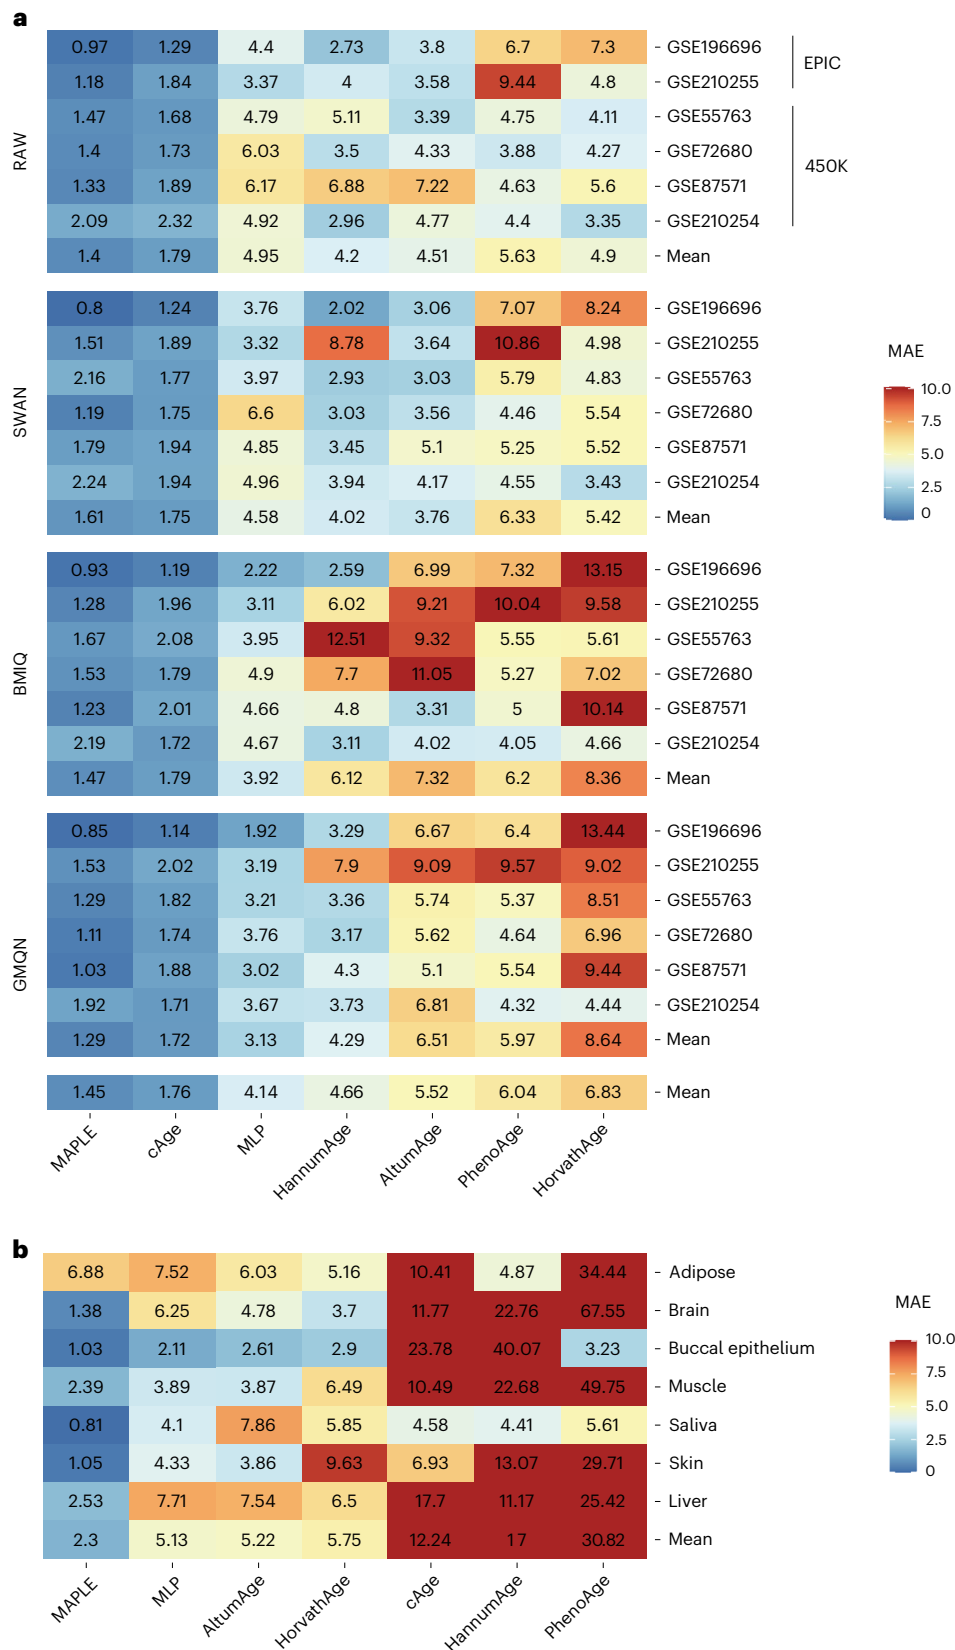 a
RAW
0.97 1.29 4.4 2.73 3.8 6.7 7.3 GSE196696
1.18 1.84 3.37 4 3.58 9.44 4.8 GSE210255
EPIC
1.47 1.68 4.79 5.11 3.39 4.75 4.11 GSE55763
1.4 1.73 6.03 3.5 4.33 3.88 4.27 GSE72680
450K
1.33 1.89 6.17 6.88 7.22 4.63 5.6 GSE87571
2.09 2.32 4.92 2.96 4.77 4.4 3.35 GSE210254
1.4 1.79 4.95 4.2 4.51 5.63 4.9 Mean
SWAN
0.8 1.24 3.76 2.02 3.06 7.07 8.24 GSE196696
1.51 1.89 3.32 8.78 3.64 10.86 4.98 GSE210255
2.16 1.77 3.97 2.93 3.03 5.79 4.83 GSE55763
1.19 1.75 6.6 3.03 3.56 4.46 5.54 GSE72680
1.79 1.94 4.85 3.45 5.1 5.25 5.52 GSE87571
2.24 1.94 4.96 3.94 4.17 4.55 3.43 GSE210254
1.61 1.75 4.58 4.02 3.76 6.33 5.42 Mean
MAE
10.0
7.5
5.0
2.5
0
BMIQ
0.93 1.19 2.22 2.59 6.99 7.32 13.15 GSE196696
1.28 1.96 3.11 6.02 9.21 10.04 9.58 GSE210255
1.67 2.08 3.95 12.51 9.32 5.55 5.61 GSE55763
1.53 1.79 4.9 7.7 11.05 5.27 7.02 GSE72680
1.23 2.01 4.66 4.8 3.31 5 10.14 GSE87571
2.19 1.72 4.67 3.11 4.02 4.05 4.66 GSE210254
1.47 1.79 3.92 6.12 7.32 6.2 8.36 Mean
GMQN
0.85 1.14 1.92 3.29 6.67 6.4 13.44 GSE196696
1.53 2.02 3.19 7.9 9.09 9.57 9.02 GSE210255
1.29 1.82 3.21 3.36 5.74 5.37 8.51 GSE55763
1.11 1.74 3.76 3.17 5.62 4.64 6.96 GSE72680
1.03 1.88 3.02 4.3 5.1 5.54 9.44 GSE87571
1.92 1.71 3.67 3.73 6.81 4.32 4.44 GSE210254
1.29 1.72 3.13 4.29 6.51 5.97 8.64 Mean
1.45 1.76 4.14 4.66 5.52 6.04 6.83 Mean
MAPLE cAge MLP HannumAge AltumAge PhenoAge HorvathAge
b
6.88 7.52 6.03 5.16 10.41 4.87 34.44 Adipose
1.38 6.25 4.78 3.7 11.77 22.76 67.55 Brain
1.03 2.11 2.61 2.9 23.78 40.07 3.23 Buccal epithelium
2.39 3.89 3.87 6.49 10.49 22.68 49.75 Muscle
0.81 4.1 7.86 5.85 4.58 4.41 5.61 Saliva
1.05 4.33 3.86 9.63 6.93 13.07 29.71 Skin
2.53 7.71 7.54 6.5 17.7 11.17 25.42 Liver
2.3 5.13 5.22 5.75 12.24 17 30.82 Mean
MAE
10.0
7.5
5.0
2.5
0
MAPLE MLP AltumAge HorvathAge cAge HannumAge PhenoAge